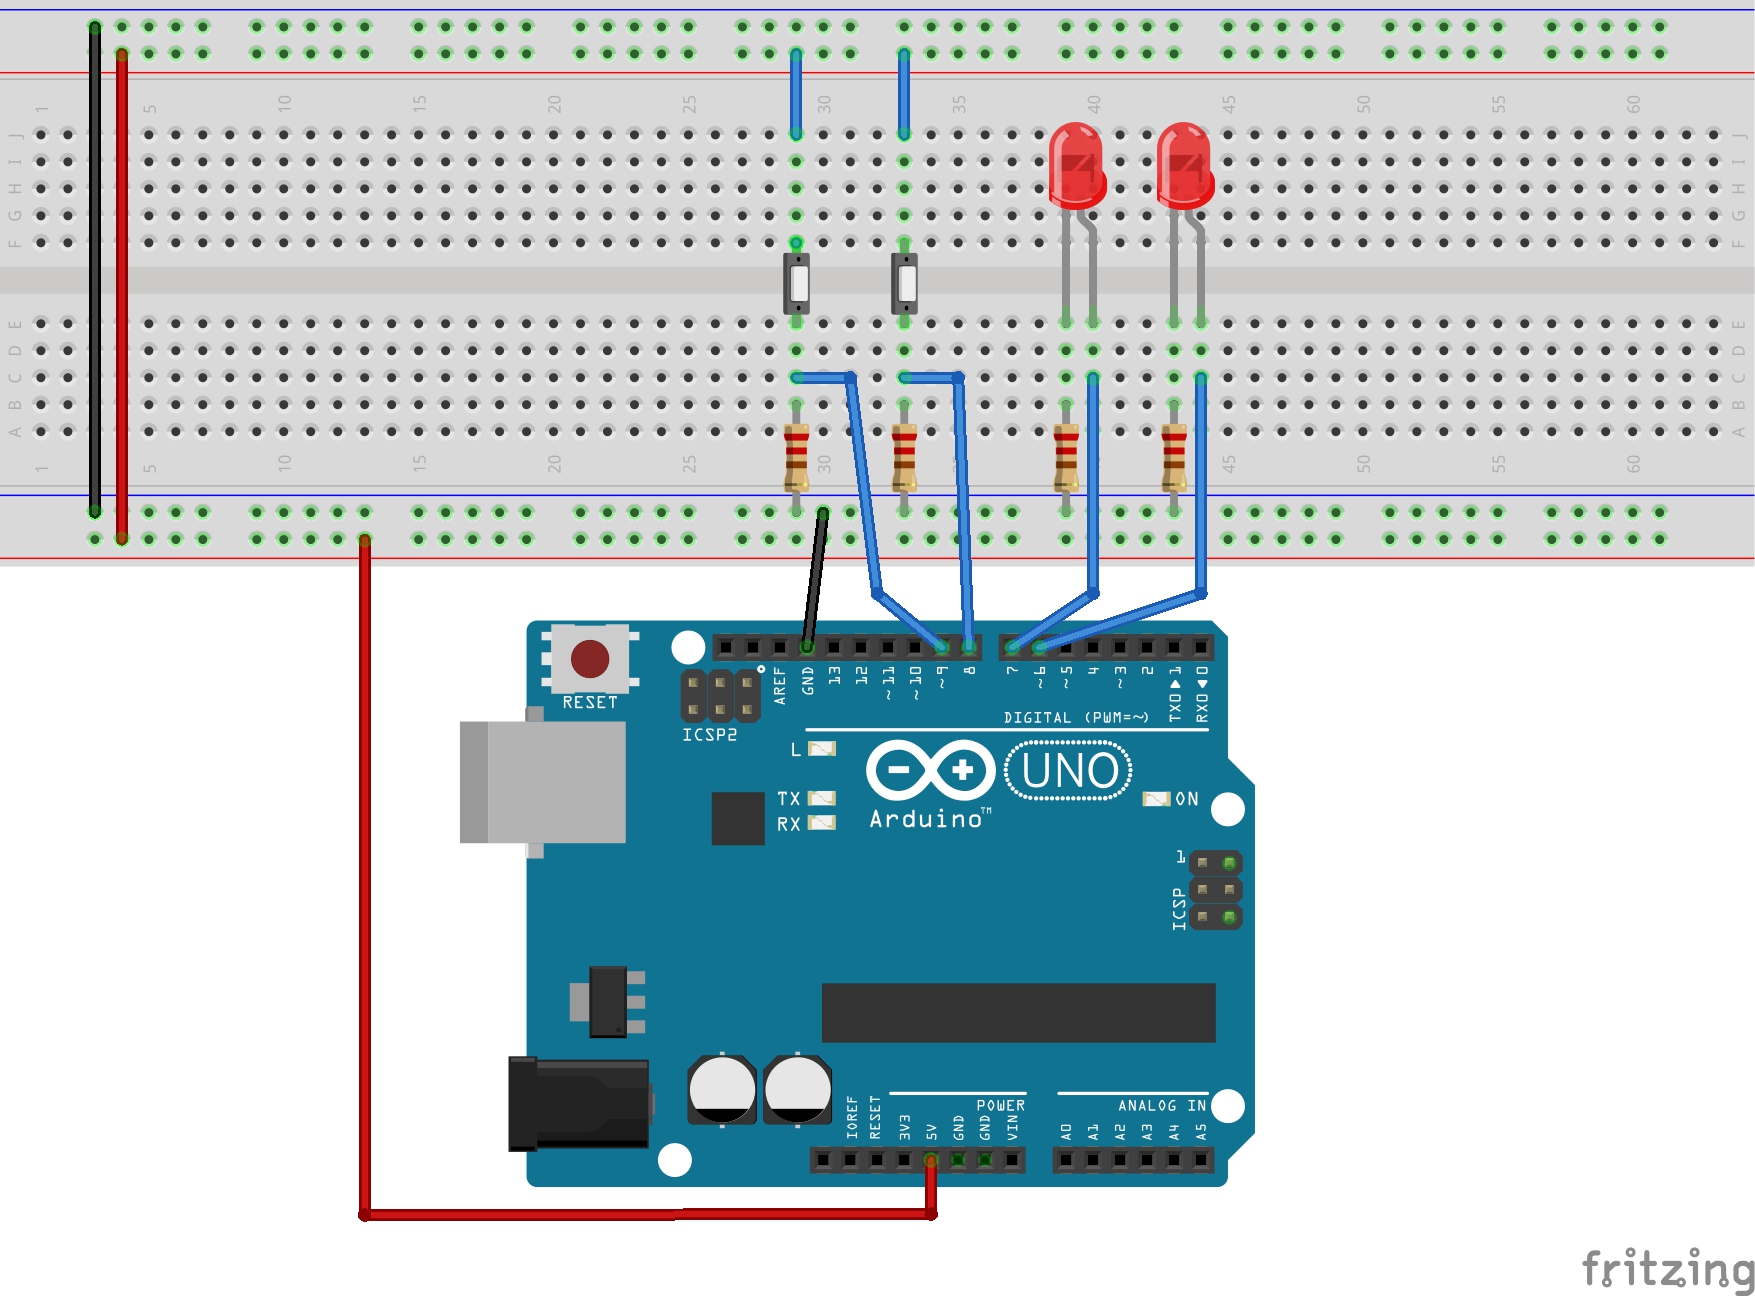 1 5 10 15 20 25 30 35 40 45 50 55 60
J J
I I
H H
G G
F F
E E
D D
C C
B B
A A
1 5 10 15 20 25 30 40 45 50 55 60
RESET
ICSP2
AREF GND 13 12 ~11 ~10 ~9 8 7 ~6 ~5 4 ~3 2 TX0▶1 RX0◀0
DIGITAL (PWM=~)
L
TX
RX
UNO
Arduino™
ON
1
ICSP
POWER
ANALOG IN
IOREF RESET 3V3 5V GND GND VIN A0 A1 A2 A3 A4 A5
fritzing